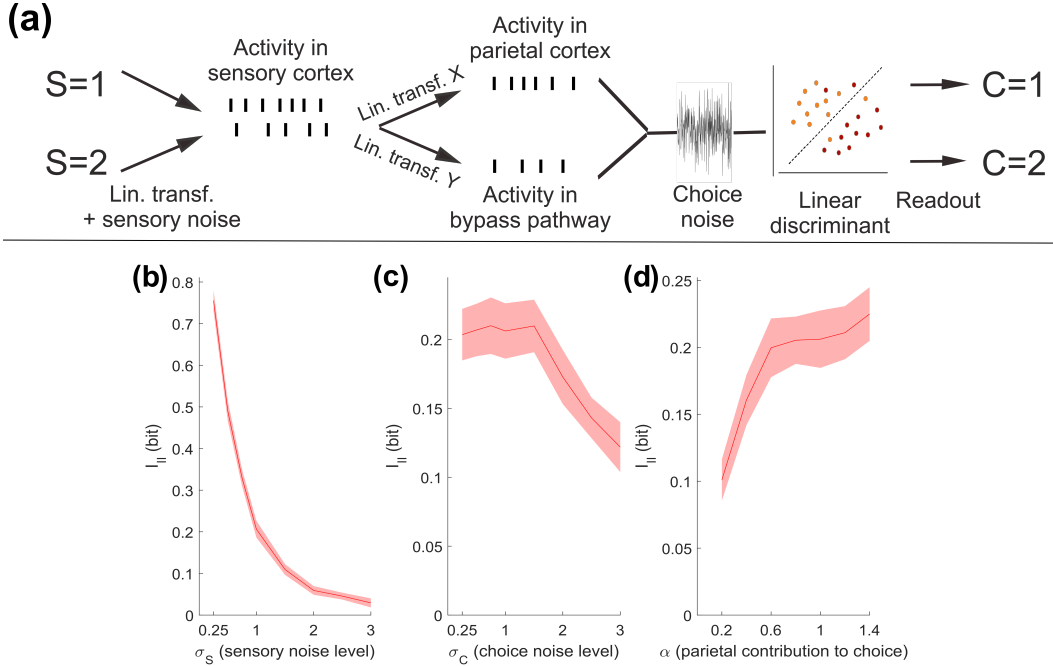 (a)
S=1
S=2
Lin. transf.
+ sensory noise
Activity in
sensory cortex
Lin. transf. X
Lin. transf. Y
Activity in
parietal cortex
Activity in
bypass pathway
Choice
noise
Linear
discriminant
Readout
C=1
C=2
(b)
0.8
0.7
0.6
0.5
0.4
0.3
0.2
0.1
0
I_II (bit)
0.25 1 2 3
σ_S (sensory noise level)
(c)
0.2
0.15
0.1
0.05
0
I_II (bit)
0.25 1 2 3
σ_C (choice noise level)
(d)
0.25
0.2
0.15
0.1
0.05
0
I_II (bit)
0.2 0.6 1 1.4
α (parietal contribution to choice)